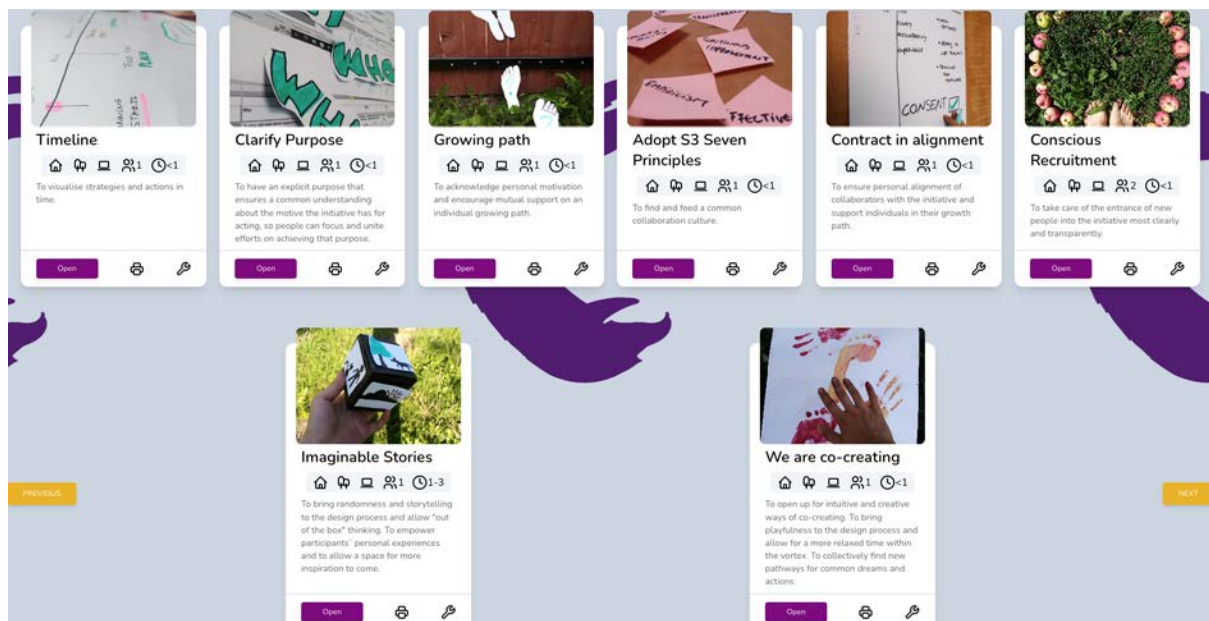 Timeline
1
<1
To visualise strategies and actions in
time.
Open
WHO
WHO
Clarify Purpose
1
<1
To have an explicit purpose that
ensures a common understanding
about the motive the initiative has for
acting, so people can focus and unite
efforts on achieving that purpose.
Open
Growing path
1
<1
To acknowledge personal motivation
and encourage mutual support on an
individual growing path.
Open
EMPIRICISM
Adopt S3 Seven
Principles
1
<1
To find and feed a common
collaboration culture.
Open
CONSENT
Contract in alignment
1
<1
To ensure personal alignment of
collaborators with the initiative and
support individuals in their growth
path.
Open
Conscious
Recruitment
2
<1
To take care of the entrance of new
people into the initiative most clearly
and transparently.
Open
Imaginable Stories
1
1-3
To bring randomness and storytelling
to the design process and allow "out
of the box" thinking. To empower
participants´ personal experiences
and to allow a space for more
inspiration to come.
Open
We are co-creating
1
<1
To open up for intuitive and creative
ways of co-creating. To bring
playfulness to the design process and
allow for a more relaxed time within
the vortex. To collectively find new
pathways for common dreams and
actions.
Open
PREVIOUS
NEXT